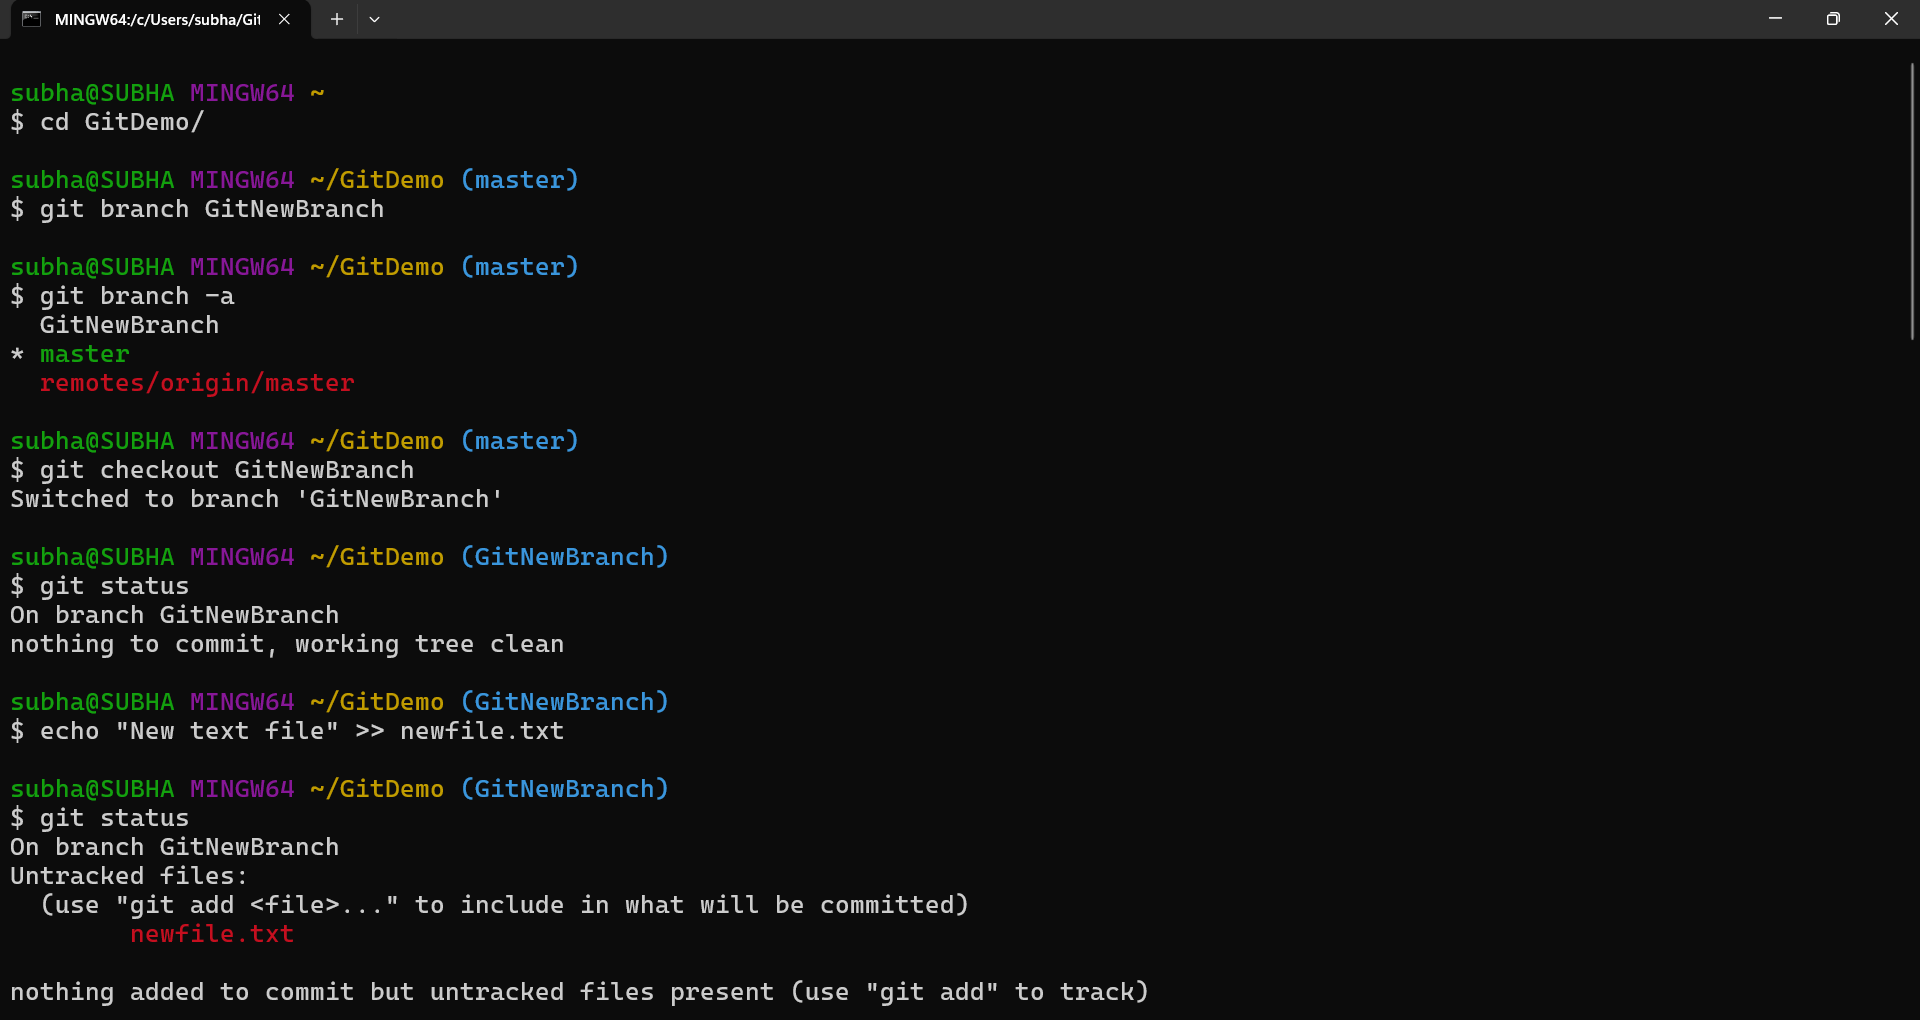 MINGW64:/c/Users/subha/Git
subha@SUBHA MINGW64 ~
$ cd GitDemo/
subha@SUBHA MINGW64 ~/GitDemo (master)
$ git branch GitNewBranch
subha@SUBHA MINGW64 ~/GitDemo (master)
$ git branch -a
  GitNewBranch
* master
  remotes/origin/master
subha@SUBHA MINGW64 ~/GitDemo (master)
$ git checkout GitNewBranch
Switched to branch 'GitNewBranch'
subha@SUBHA MINGW64 ~/GitDemo (GitNewBranch)
$ git status
On branch GitNewBranch
nothing to commit, working tree clean
subha@SUBHA MINGW64 ~/GitDemo (GitNewBranch)
$ echo "New text file" >> newfile.txt
subha@SUBHA MINGW64 ~/GitDemo (GitNewBranch)
$ git status
On branch GitNewBranch
Untracked files:
  (use "git add <file>..." to include in what will be committed)
        newfile.txt
nothing added to commit but untracked files present (use "git add" to track)